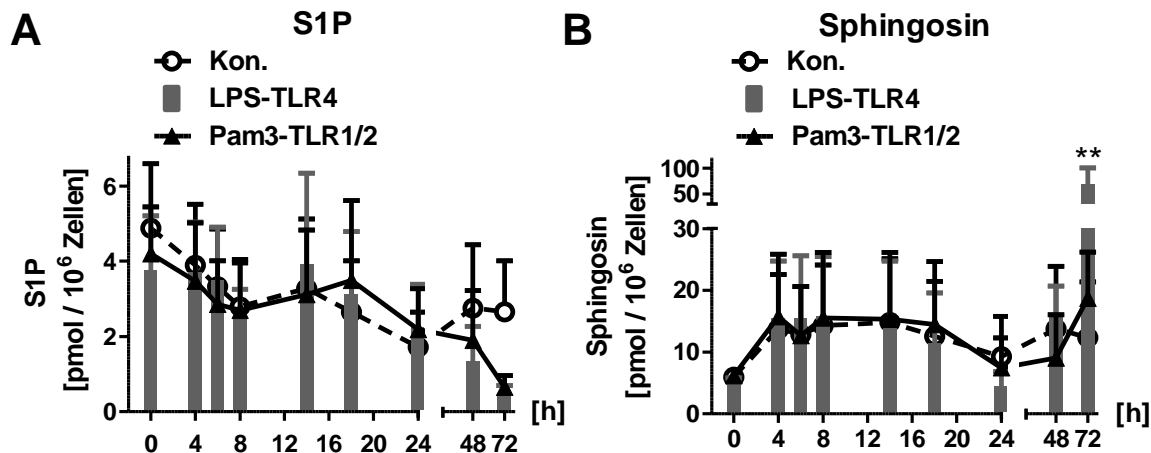 A
S1P
Kon.
LPS-TLR4
Pam3-TLR1/2
S1P
[pmol / 10⁶ Zellen]
6
4
2
0
0 4 8 12 16 20 24 48 72 [h]
B
Sphingosin
Kon.
LPS-TLR4
Pam3-TLR1/2
Sphingosin
[pmol / 10⁶ Zellen]
100
50
30
20
10
0
**
0 4 8 12 16 20 24 48 72 [h]